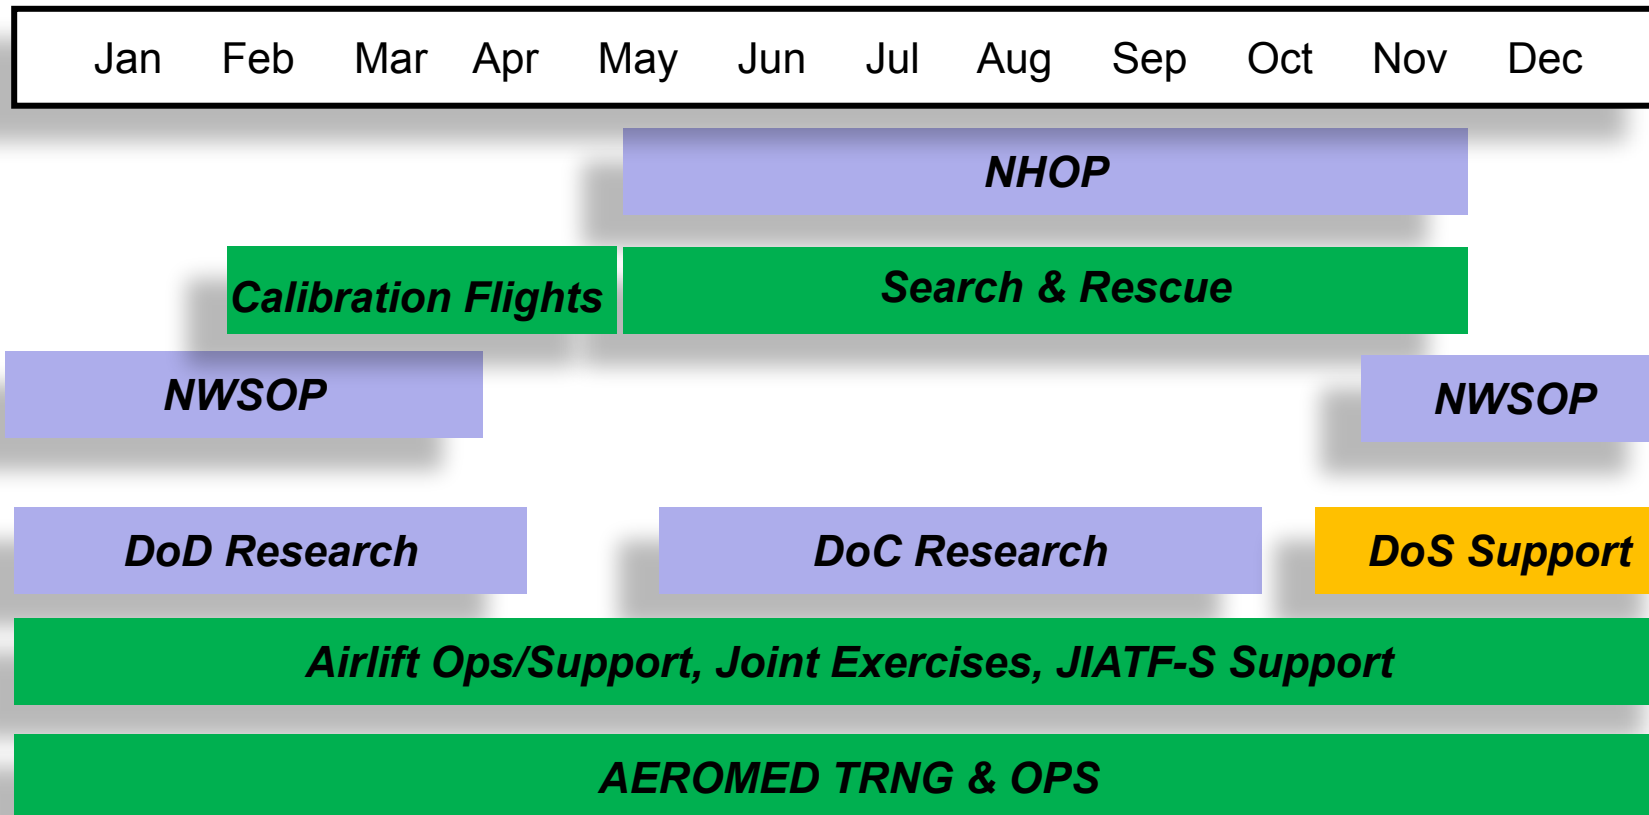 Jan Feb Mar Apr May Jun Jul Aug Sep Oct Nov Dec
NHOP
Calibration Flights Search & Rescue
NWSOP NWSOP
DoD Research DoC Research DoS Support
Airlift Ops/Support, Joint Exercises, JIATF-S Support
AEROMED TRNG & OPS